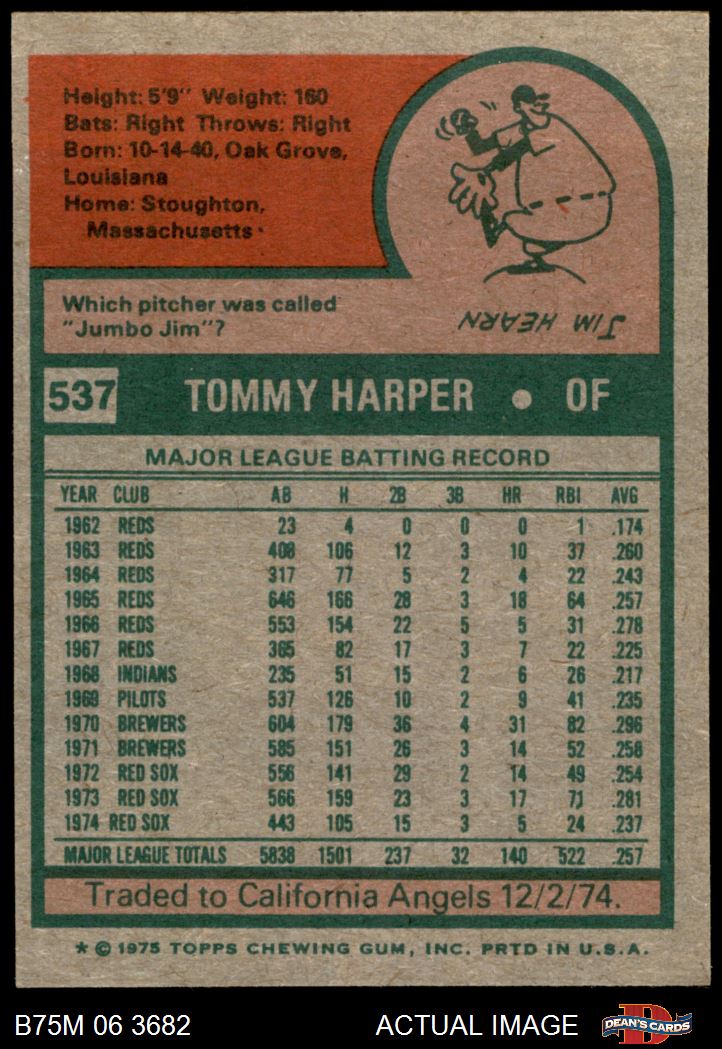 Height: 5'9" Weight: 160
Bats: Right Throws: Right
Born: 10-14-40, Oak Grove,
Louisiana
Home: Stoughton,
Massachusetts
Which pitcher was called
"Jumbo Jim"?
JIM HEARN
537 TOMMY HARPER • OF
MAJOR LEAGUE BATTING RECORD
YEAR CLUB AB H 2B 3B HR RBI AVG
1962 REDS 23 4 0 0 0 1 .174
1963 REDS 408 106 12 3 10 37 .260
1964 REDS 317 77 5 2 4 22 .243
1965 REDS 646 166 28 3 18 64 .257
1966 REDS 553 154 22 5 5 31 .278
1967 REDS 365 82 17 3 7 22 .225
1968 INDIANS 235 51 15 2 6 26 .217
1969 PILOTS 537 126 10 2 9 41 .235
1970 BREWERS 604 179 36 4 31 82 .296
1971 BREWERS 585 151 26 3 14 52 .258
1972 RED SOX 556 141 29 2 14 49 .254
1973 RED SOX 566 159 23 3 17 71 .281
1974 RED SOX 443 105 15 3 5 24 .237
MAJOR LEAGUE TOTALS 5838 1501 237 32 140 522 .257
Traded to California Angels 12/2/74.
* © 1975 TOPPS CHEWING GUM, INC. PRTD IN U.S.A.
B75M 06 3682 ACTUAL IMAGE D DEAN'S CARDS